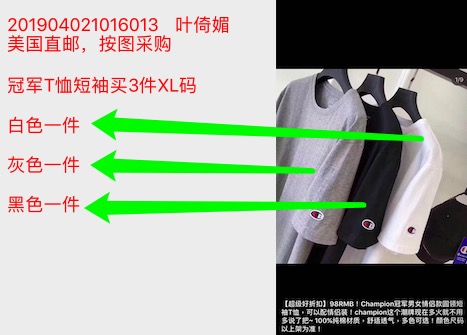 201904021016013 叶倚媚
美国直邮，按图采购
冠军T恤短袖买3件XL码
白色一件
灰色一件
黑色一件
1/9
【超级好折扣】98RMB！Champion冠军男女情侣款圆领短
袖T恤，可以配情侣装！champion这个潮牌现在多火就不用
多说了把~100%纯棉材质，舒适透气，多色可选！颜色尺码
以上架为准！